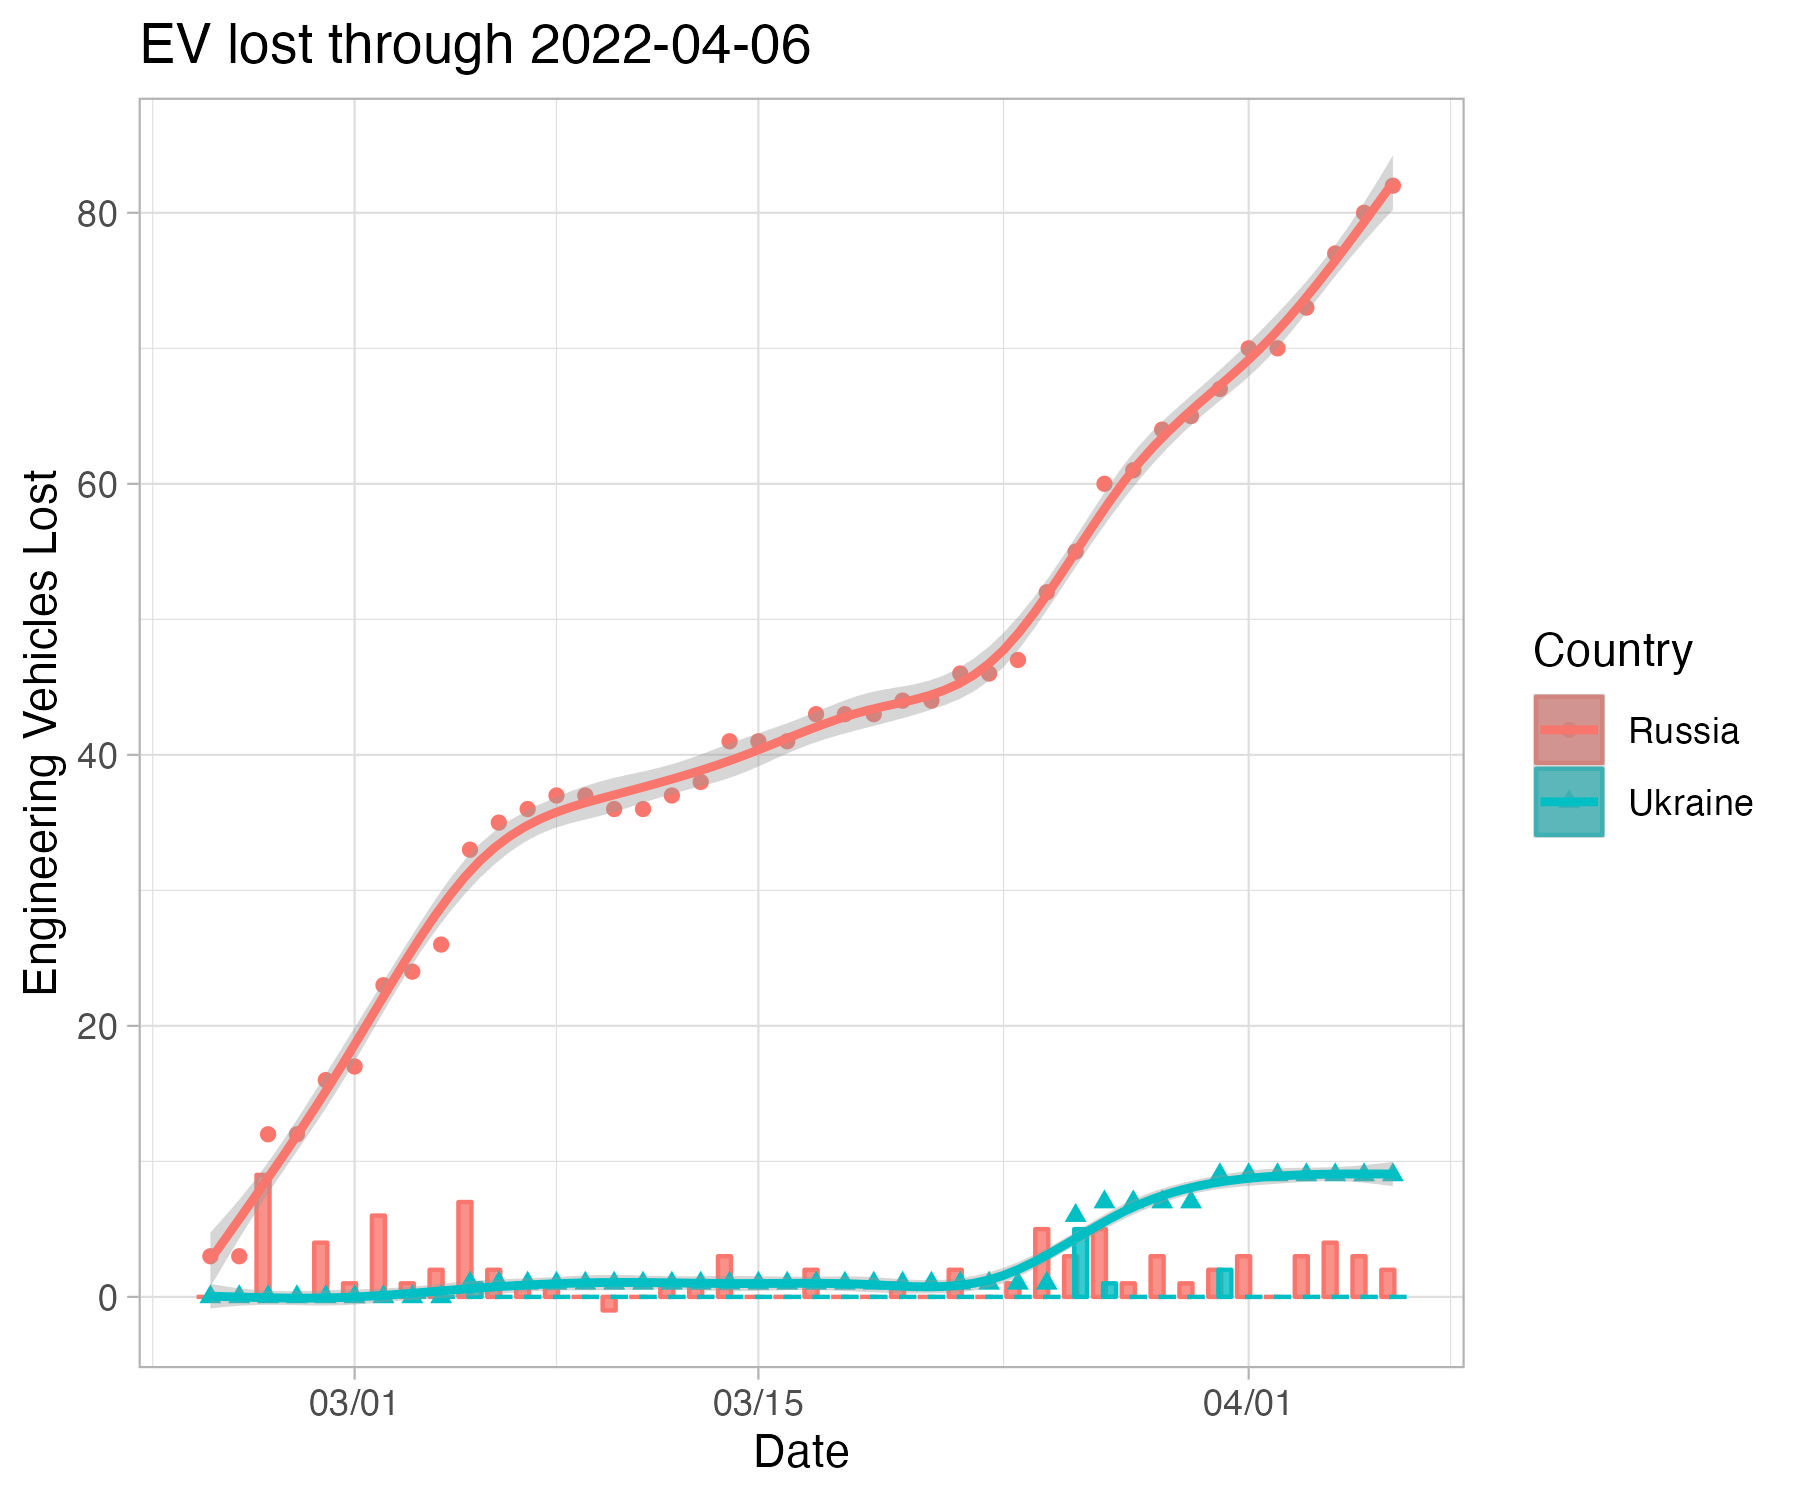 EV lost through 2022-04-06
Engineering Vehicles Lost
80
60
40
20
0
03/01
03/15
04/01
Date
Country
Russia
Ukraine